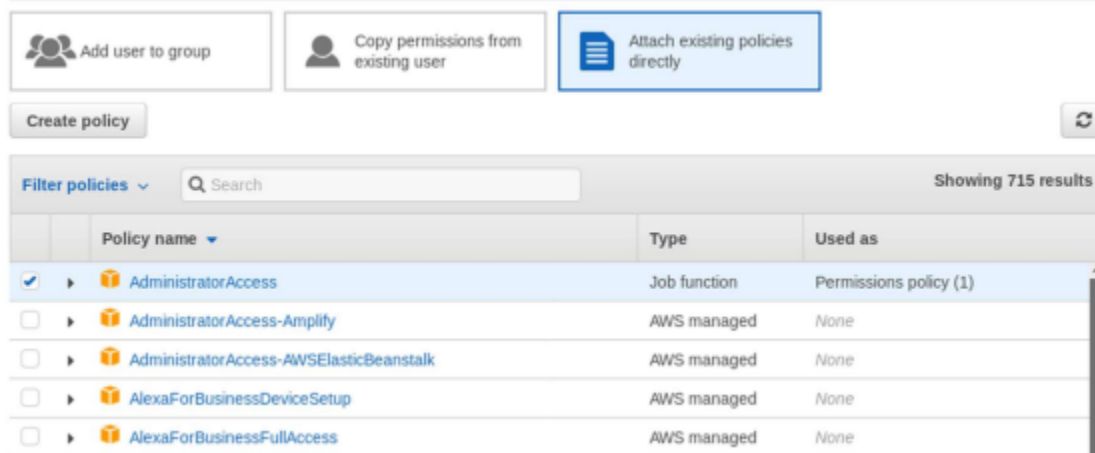 Add user to group
Copy permissions from
existing user
Attach existing policies
directly
Create policy
Filter policies
Search
Showing 715 results
Policy name Type Used as
AdministratorAccess Job function Permissions policy (1)
AdministratorAccess-Amplify AWS managed None
AdministratorAccess-AWSElasticBeanstalk AWS managed None
AlexaForBusinessDeviceSetup AWS managed None
AlexaForBusinessFullAccess AWS managed None